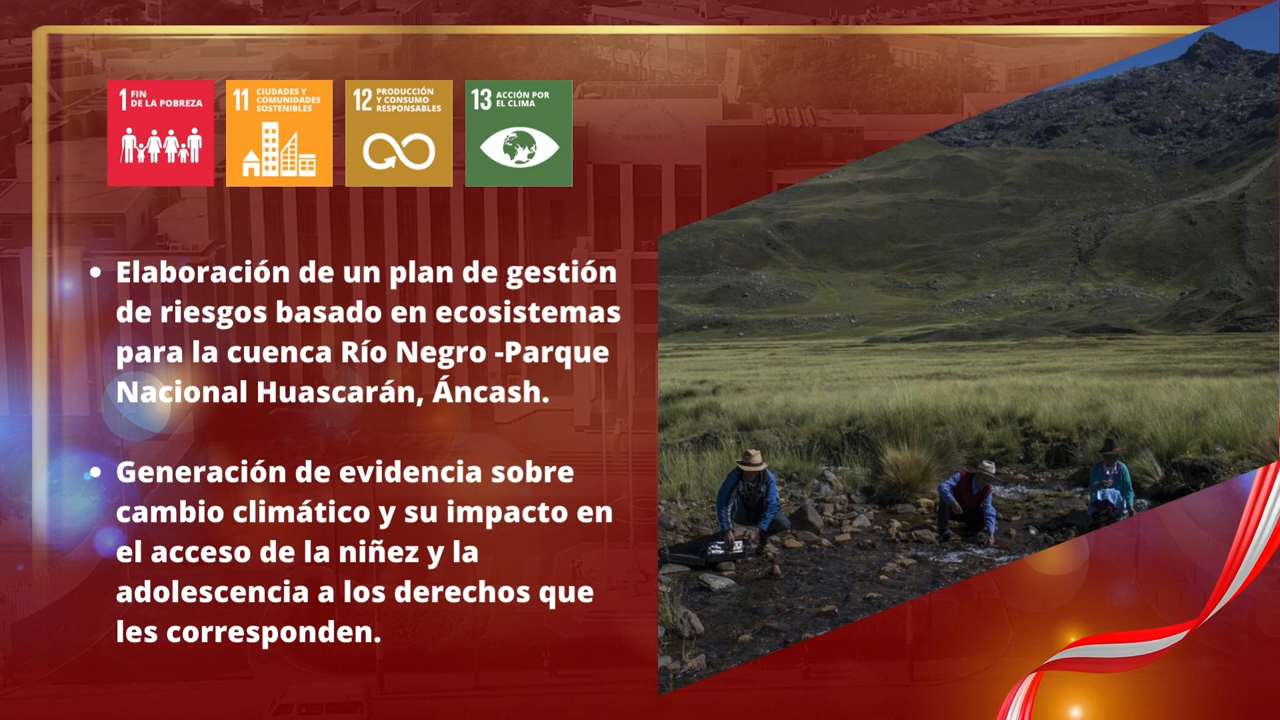 1 FIN
DE LA POBREZA
11 CIUDADES Y
COMUNIDADES
SOSTENIBLES
12 PRODUCCIÓN
Y CONSUMO
RESPONSABLES
13 ACCIÓN POR
EL CLIMA
• Elaboración de un plan de gestión
de riesgos basado en ecosistemas
para la cuenca Río Negro -Parque
Nacional Huascarán, Áncash.
• Generación de evidencia sobre
cambio climático y su impacto en
el acceso de la niñez y la
adolescencia a los derechos que
les corresponden.